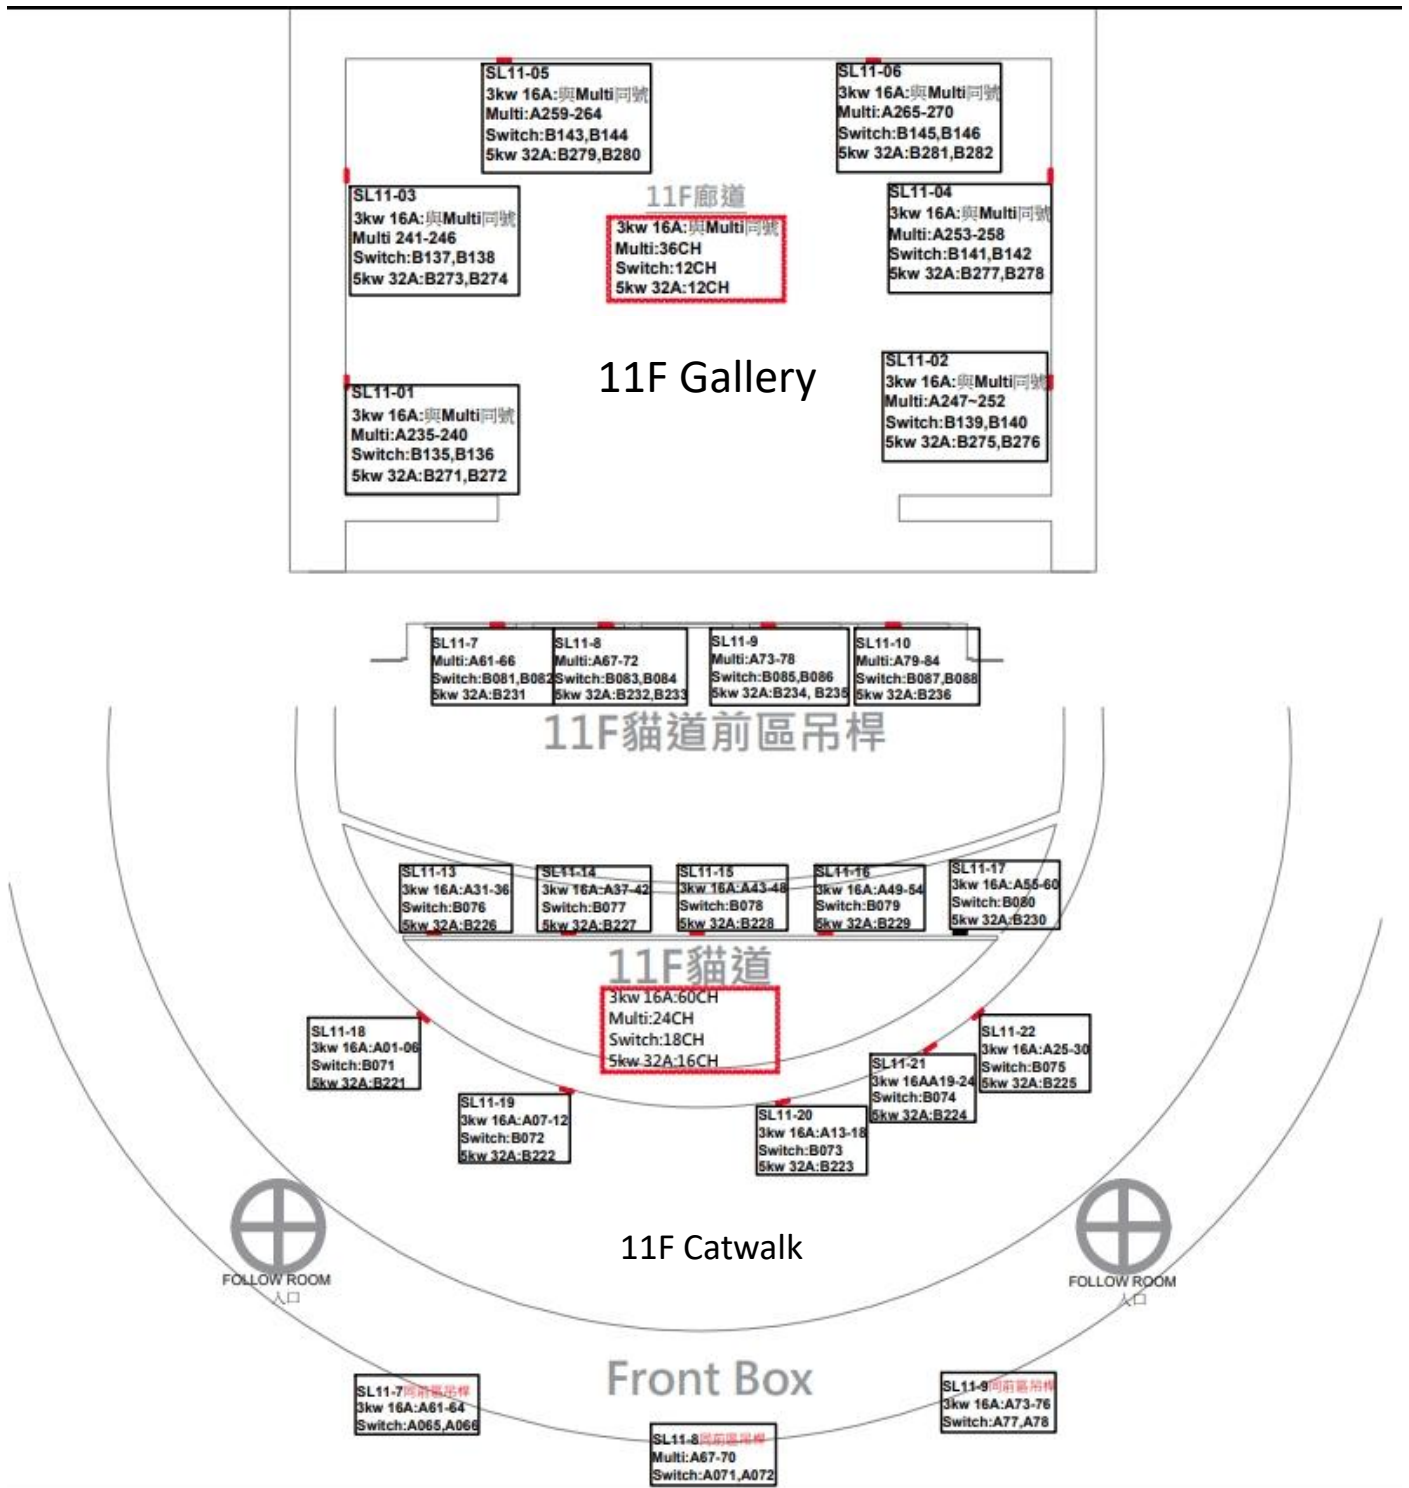 SL11-05
3kw 16A:與Multi同號
Multi:A259-264
Switch:B143,B144
5kw 32A:B279,B280
SL11-06
3kw 16A:與Multi同號
Multi:A265-270
Switch:B145,B146
5kw 32A:B281,B282
SL11-03
3kw 16A:與Multi同號
Multi 241-246
Switch:B137,B138
5kw 32A:B273,B274
11F廊道
3kw 16A:與Multi同號
Multi:36CH
Switch:12CH
5kw 32A:12CH
SL11-04
3kw 16A:與Multi同號
Multi:A253-258
Switch:B141,B142
5kw 32A:B277,B278
11F Gallery
SL11-01
3kw 16A:與Multi同號
Multi:A235-240
Switch:B135,B136
5kw 32A:B271,B272
SL11-02
3kw 16A:與Multi同號
Multi:A247~252
Switch:B139,B140
5kw 32A:B275,B276
SL11-7
Multi:A61-66
Switch:B081,B082
5kw 32A:B231
SL11-8
Multi:A67-72
Switch:B083,B084
5kw 32A:B232,B233
SL11-9
Multi:A73-78
Switch:B085,B086
5kw 32A:B234, B235
SL11-10
Multi:A79-84
Switch:B087,B088
5kw 32A:B236
11F貓道前區吊桿
SL11-13
3kw 16A:A31-36
Switch:B076
5kw 32A:B226
SL11-14
3kw 16A:A37-42
Switch:B077
5kw 32A:B227
SL11-15
3kw 16A:A43-48
Switch:B078
5kw 32A:B228
SL11-16
3kw 16A:A49-54
Switch:B079
5kw 32A:B229
SL11-17
3kw 16A:A55-60
Switch:B080
5kw 32A:B230
11F貓道
3kw 16A:60CH
Multi:24CH
Switch:18CH
5kw 32A:16CH
SL11-18
3kw 16A:A01-06
Switch:B071
5kw 32A:B221
SL11-19
3kw 16A:A07-12
Switch:B072
5kw 32A:B222
SL11-20
3kw 16A:A13-18
Switch:B073
5kw 32A:B223
SL11-21
3kw 16AA19-24
Switch:B074
5kw 32A:B224
SL11-22
3kw 16A:A25-30
Switch:B075
5kw 32A:B225
11F Catwalk
FOLLOW ROOM
入口
FOLLOW ROOM
入口
Front Box
SL11-7同前區吊桿
3kw 16A:A61-64
Switch:A065,A066
SL11-8同前區吊桿
Multi:A67-70
Switch:A071,A072
SL11-9同前區吊桿
3kw 16A:A73-76
Switch:A77,A78